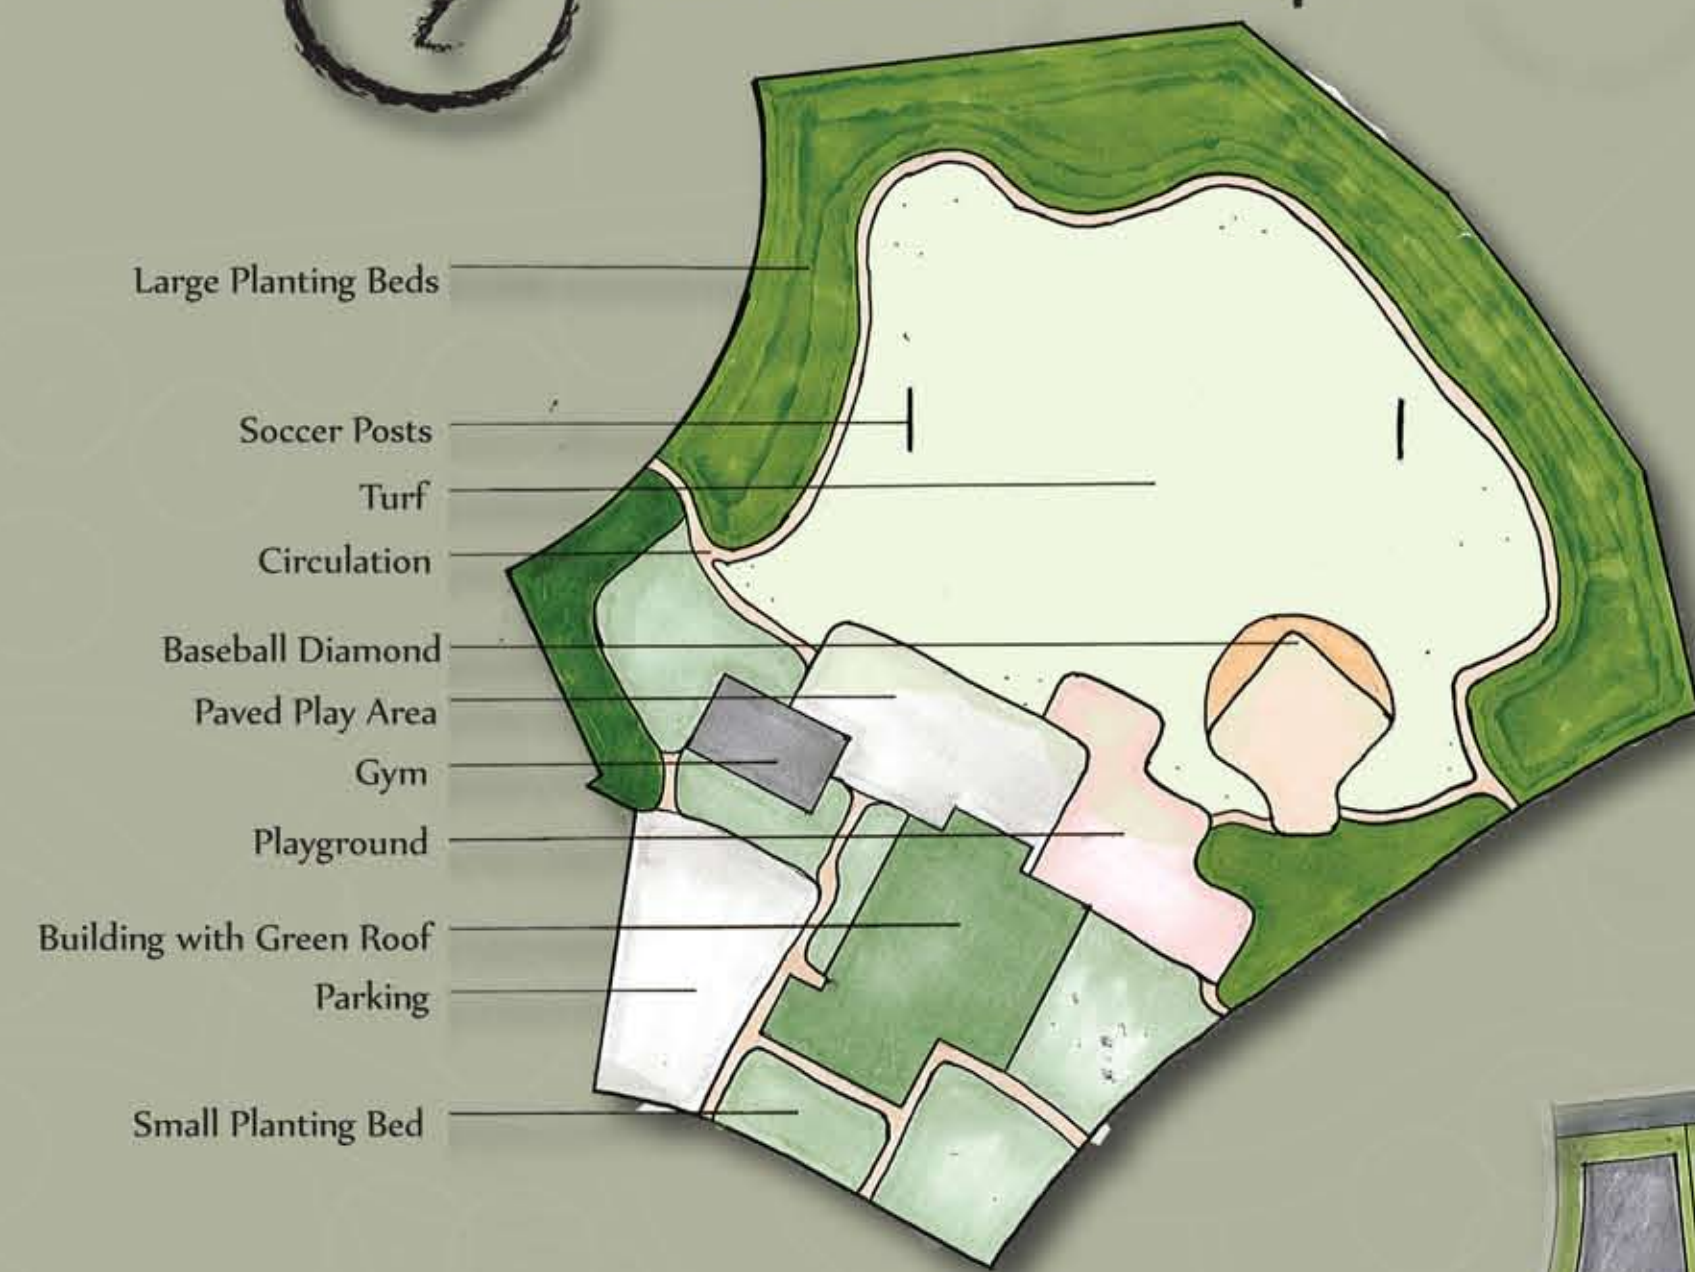 Large Planting Beds
Soccer Posts
Turf
Circulation
Baseball Diamond
Paved Play Area
Gym
Playground
Building with Green Roof
Parking
Small Planting Bed